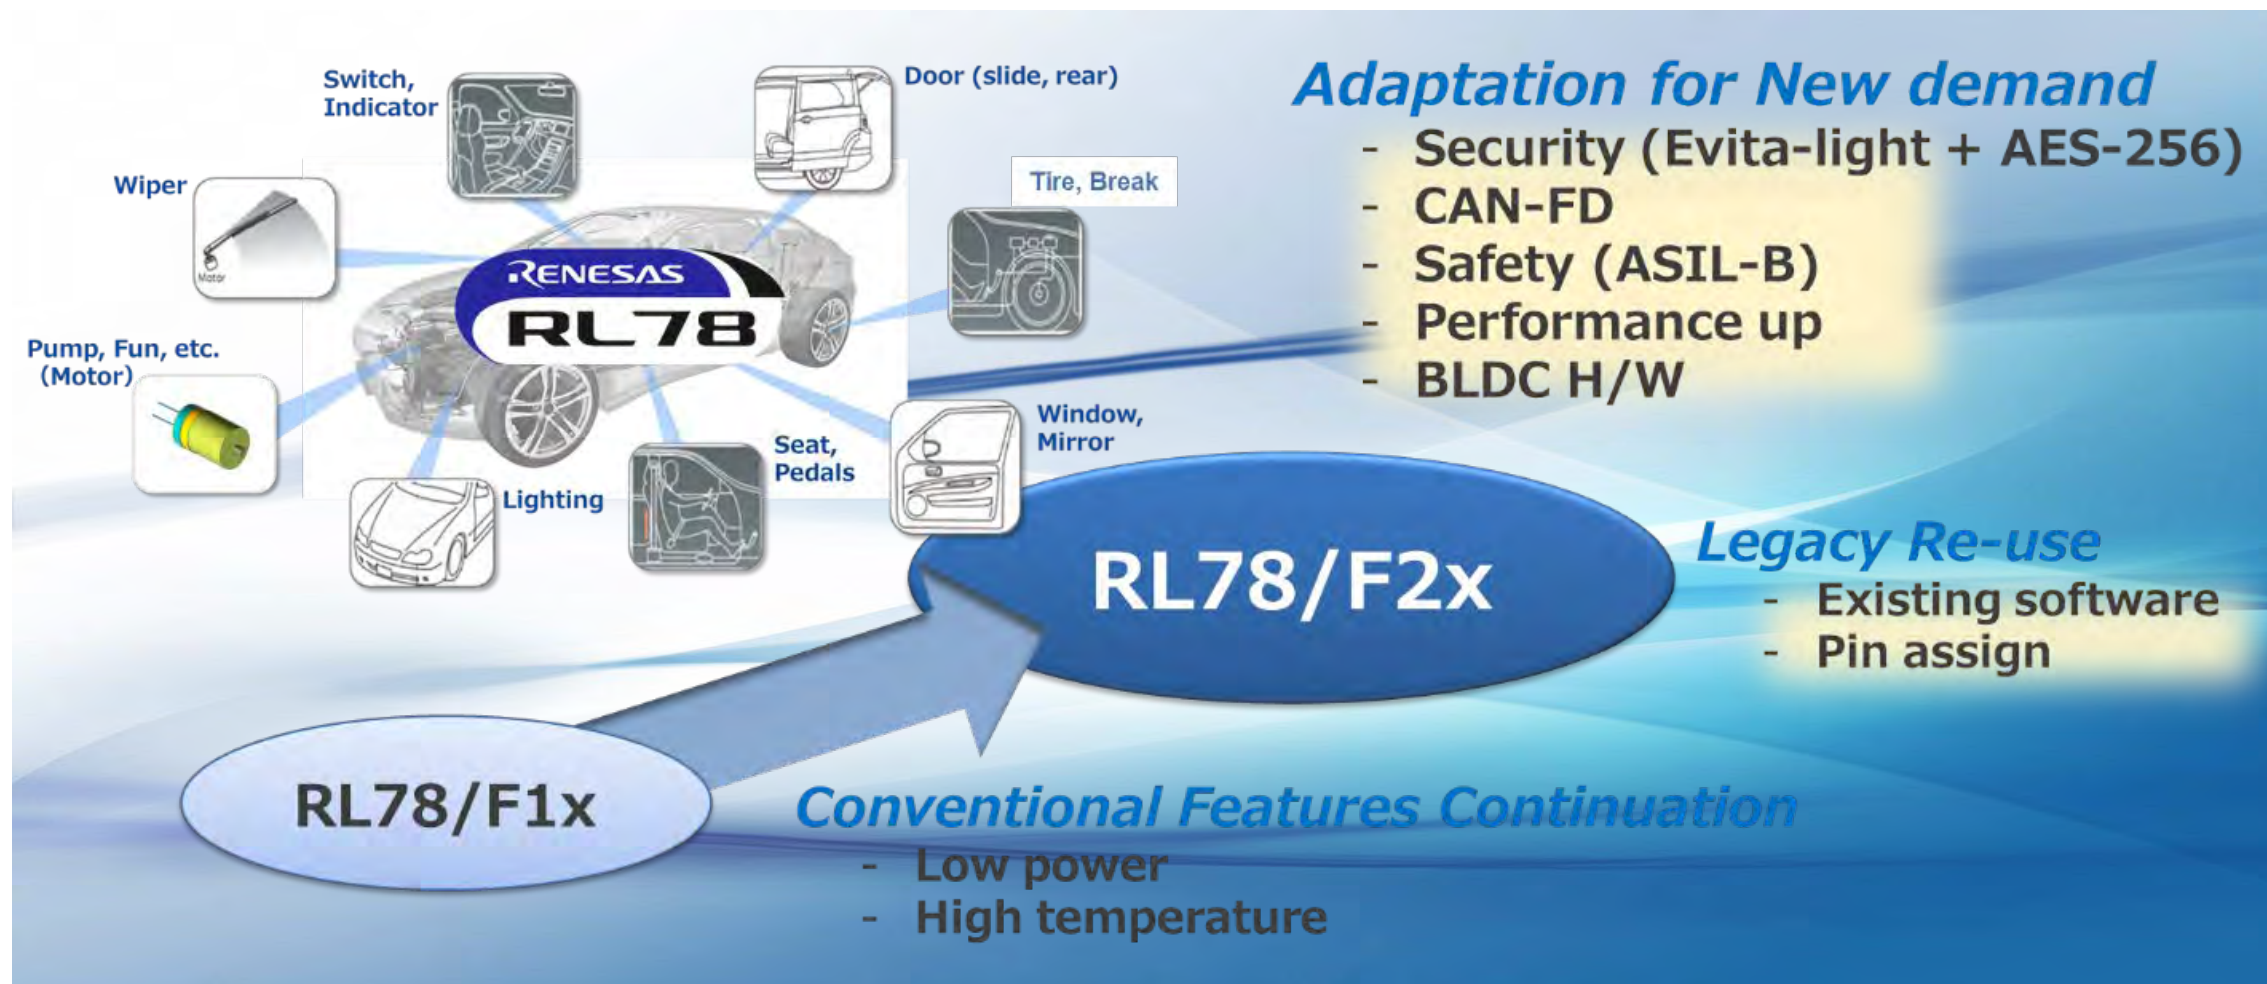 Switch,
Indicator
Door (slide, rear)
Wiper
Motor
Tire, Break
RENESAS
RL78
Pump, Fun, etc.
(Motor)
Lighting
Seat,
Pedals
Window,
Mirror
Adaptation for New demand
- Security (Evita-light + AES-256)
- CAN-FD
- Safety (ASIL-B)
- Performance up
- BLDC H/W
RL78/F2x
Legacy Re-use
- Existing software
- Pin assign
RL78/F1x
Conventional Features Continuation
- Low power
- High temperature